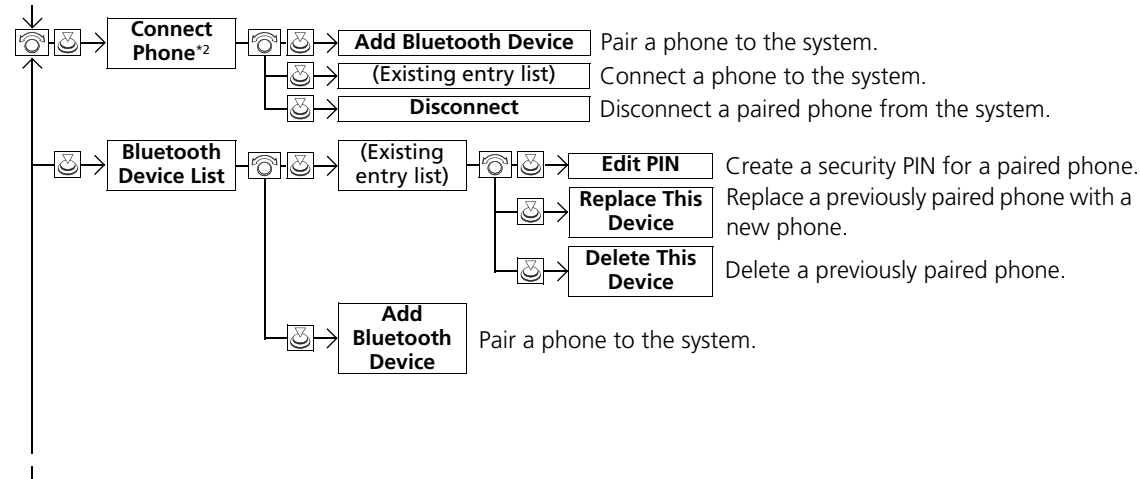 Connect
Phone*2
Add Bluetooth Device
Pair a phone to the system.
(Existing entry list)
Connect a phone to the system.
Disconnect
Disconnect a paired phone from the system.
Bluetooth
Device List
(Existing
entry list)
Edit PIN
Create a security PIN for a paired phone.
Replace This
Device
Replace a previously paired phone with a
new phone.
Delete This
Device
Delete a previously paired phone.
Add
Bluetooth
Device
Pair a phone to the system.